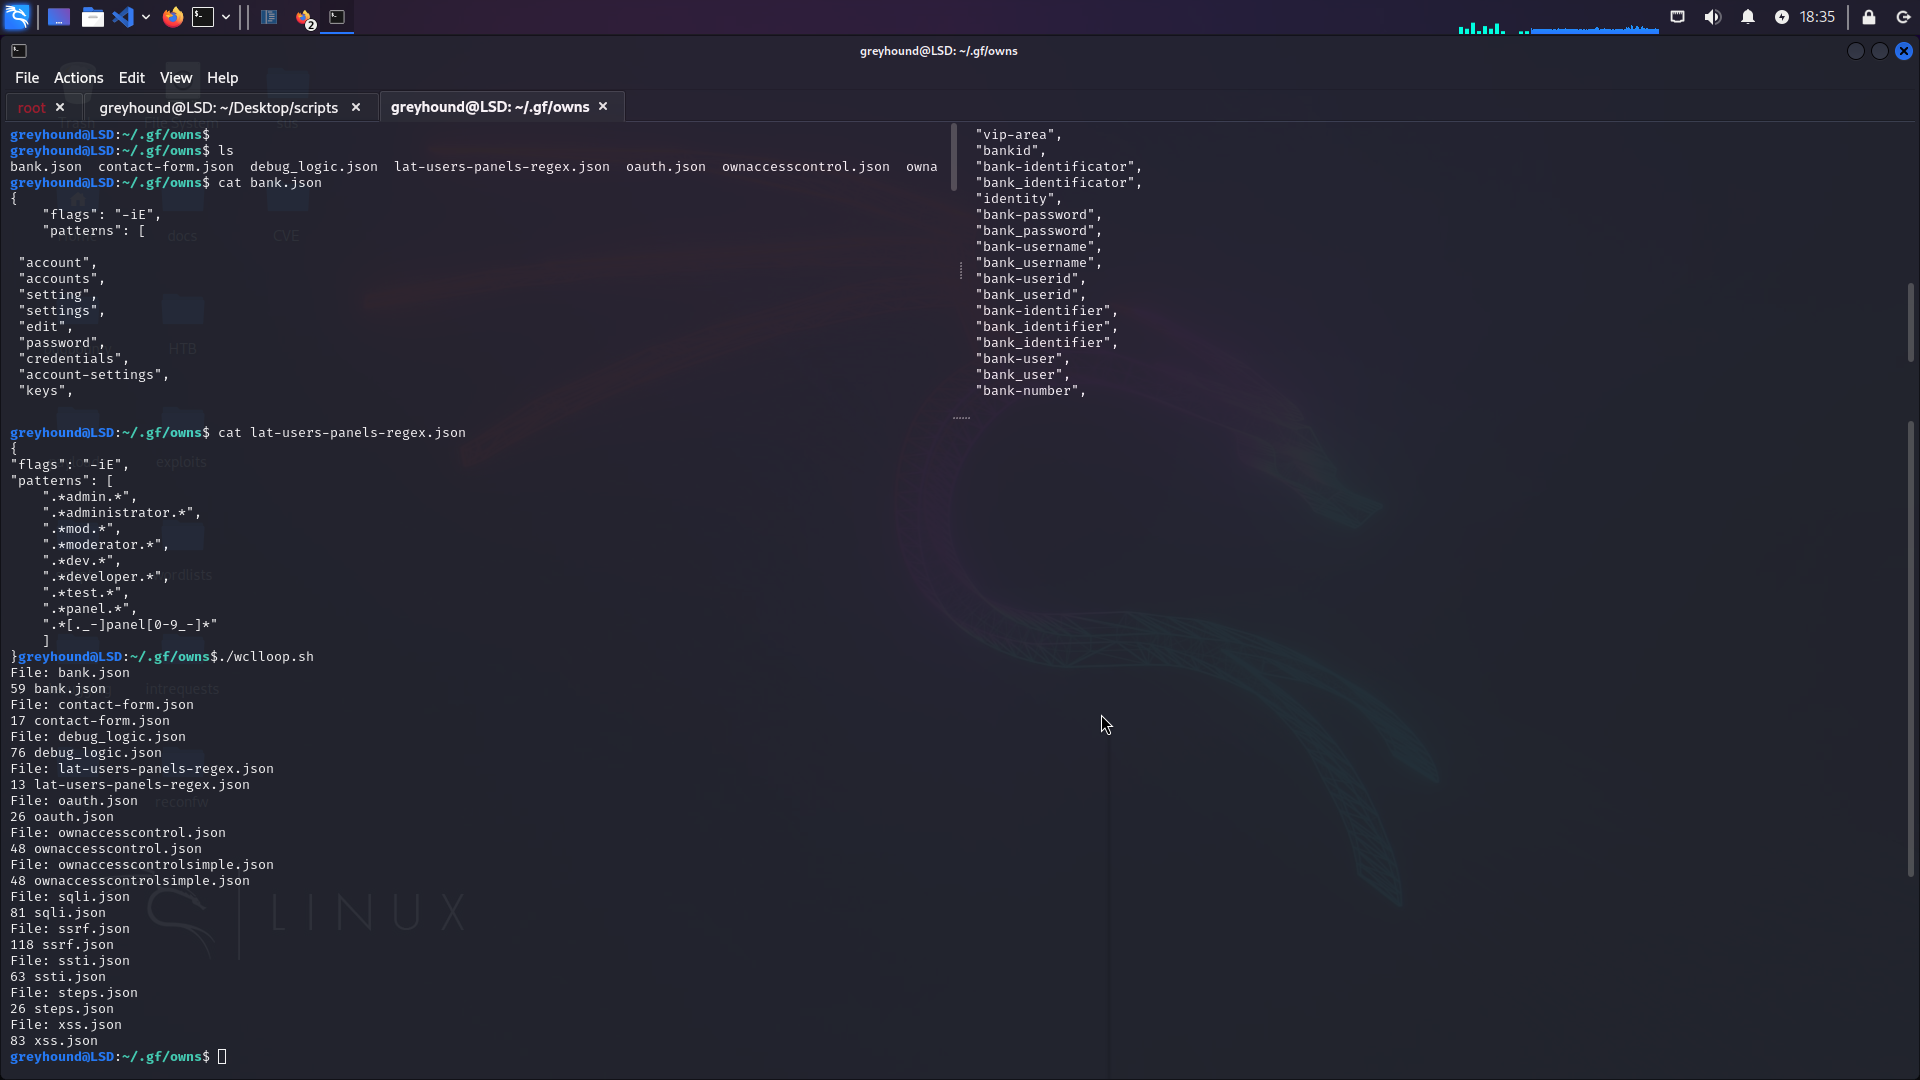 2
18:35
greyhound@LSD: ~/.gf/owns
File Actions Edit View Help
root
greyhound@LSD: ~/Desktop/scripts
greyhound@LSD: ~/.gf/owns
greyhound@LSD:~/.gf/owns$
greyhound@LSD:~/.gf/owns$ ls
bank.json  contact-form.json  debug_logic.json  lat-users-panels-regex.json  oauth.json  ownaccesscontrol.json  owna
greyhound@LSD:~/.gf/owns$ cat bank.json
{
    "flags": "-iE",
    "patterns": [
 "account",
 "accounts",
 "setting",
 "settings",
 "edit",
 "password",
 "credentials",
 "account-settings",
 "keys",
"vip-area",
"bankid",
"bank-identificator",
"bank_identificator",
"identity",
"bank-password",
"bank_password",
"bank-username",
"bank_username",
"bank-userid",
"bank_userid",
"bank-identifier",
"bank_identifier",
"bank_identifier",
"bank-user",
"bank_user",
"bank-number",
greyhound@LSD:~/.gf/owns$ cat lat-users-panels-regex.json
{
"flags": "-iE",
"patterns": [
    ".*admin.*",
    ".*administrator.*",
    ".*mod.*",
    ".*moderator.*",
    ".*dev.*",
    ".*developer.*",
    ".*test.*",
    ".*panel.*",
    ".*[._-]panel[0-9_-]*"
    ]
}greyhound@LSD:~/.gf/owns$./wclloop.sh
File: bank.json
59 bank.json
File: contact-form.json
17 contact-form.json
File: debug_logic.json
76 debug_logic.json
File: lat-users-panels-regex.json
13 lat-users-panels-regex.json
File: oauth.json
26 oauth.json
File: ownaccesscontrol.json
48 ownaccesscontrol.json
File: ownaccesscontrolsimple.json
48 ownaccesscontrolsimple.json
File: sqli.json
81 sqli.json
File: ssrf.json
118 ssrf.json
File: ssti.json
63 ssti.json
File: steps.json
26 steps.json
File: xss.json
83 xss.json
greyhound@LSD:~/.gf/owns$
Trash
docs
CVE
HTB
exploits
intrequests
reconfw
LINUX